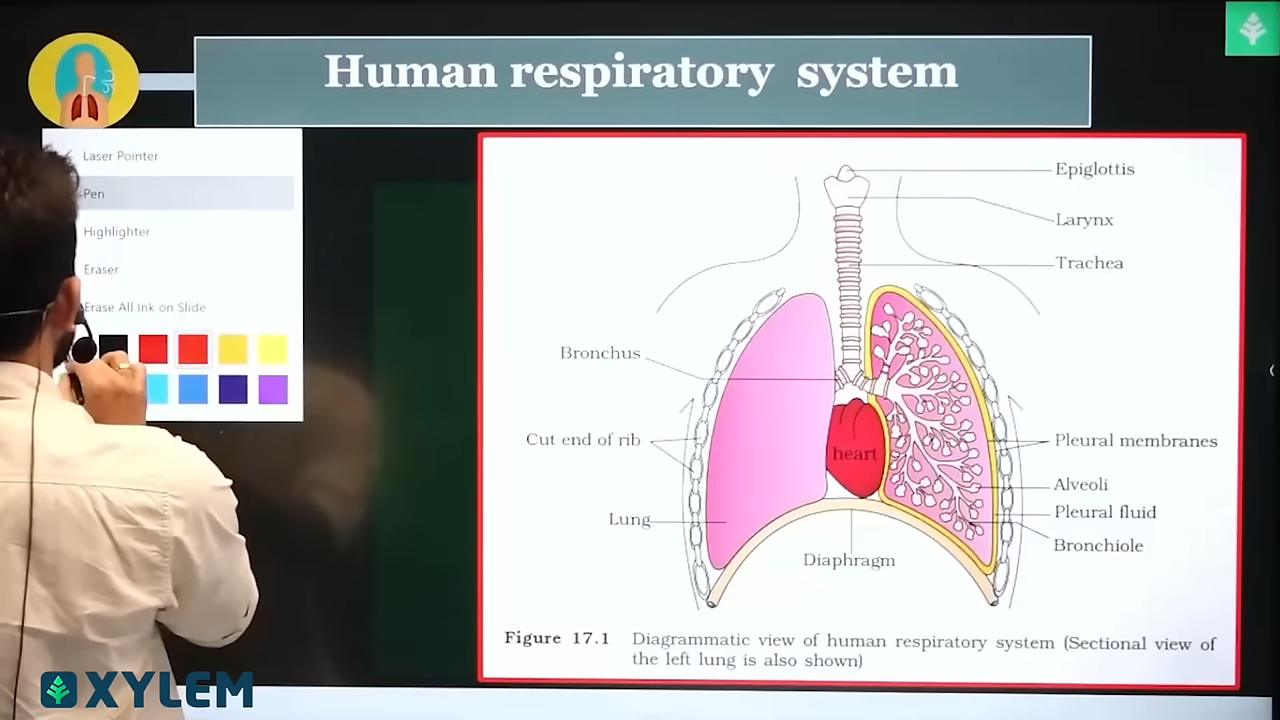 Human respiratory system
Laser Pointer
Pen
Highlighter
Eraser
Erase All Ink on Slide
Epiglottis
Larynx
Trachea
Bronchus
Cut end of rib
heart
Pleural membranes
Alveoli
Lung
Pleural fluid
Bronchiole
Diaphragm
Figure 17.1 Diagrammatic view of human respiratory system (Sectional view of
the left lung is also shown)
XYLEM